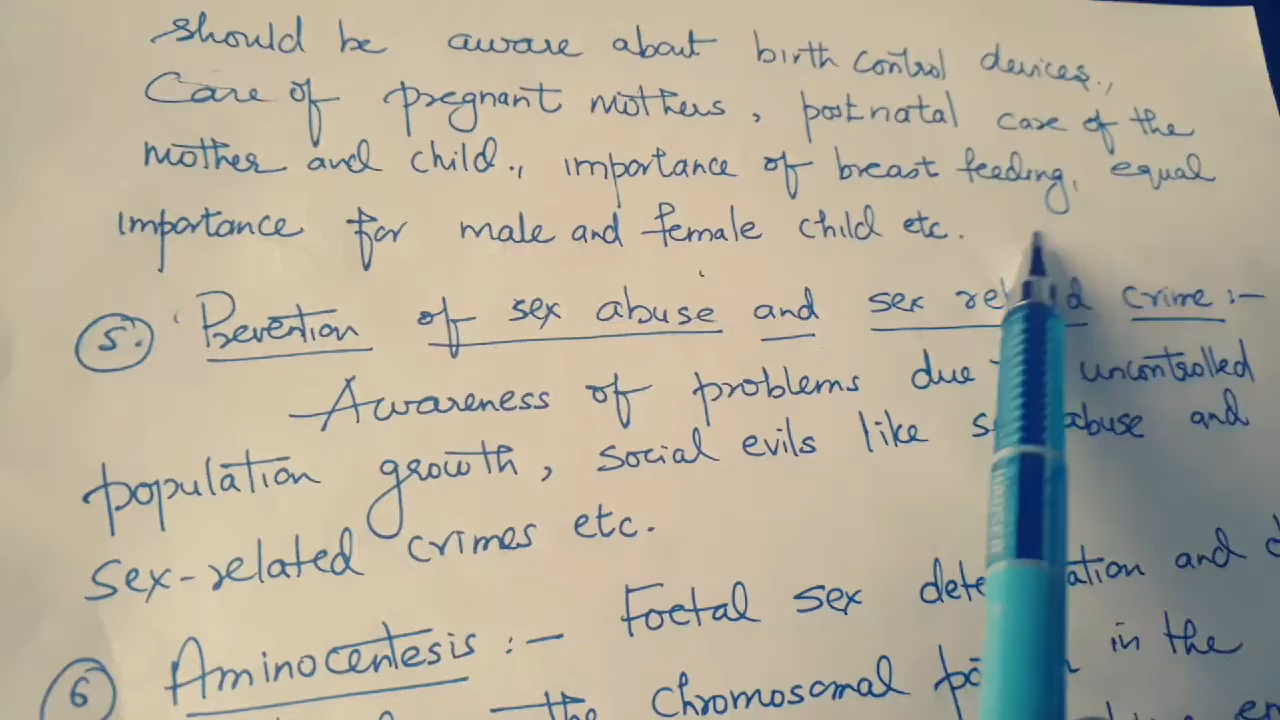 should be aware about birth control devices.,
Care of pregnant mothers, postnatal care of the
mother and child., importance of breast feeding, equal
importance for male and female child etc.
5. Prevention of sex abuse and sex re crime :-
Awareness of problems due uncontrolled
population growth, social evils like abuse and
sex-related crimes etc.
6 Aminocentesis :- Foetal sex dete ation and
the chromosomal in the